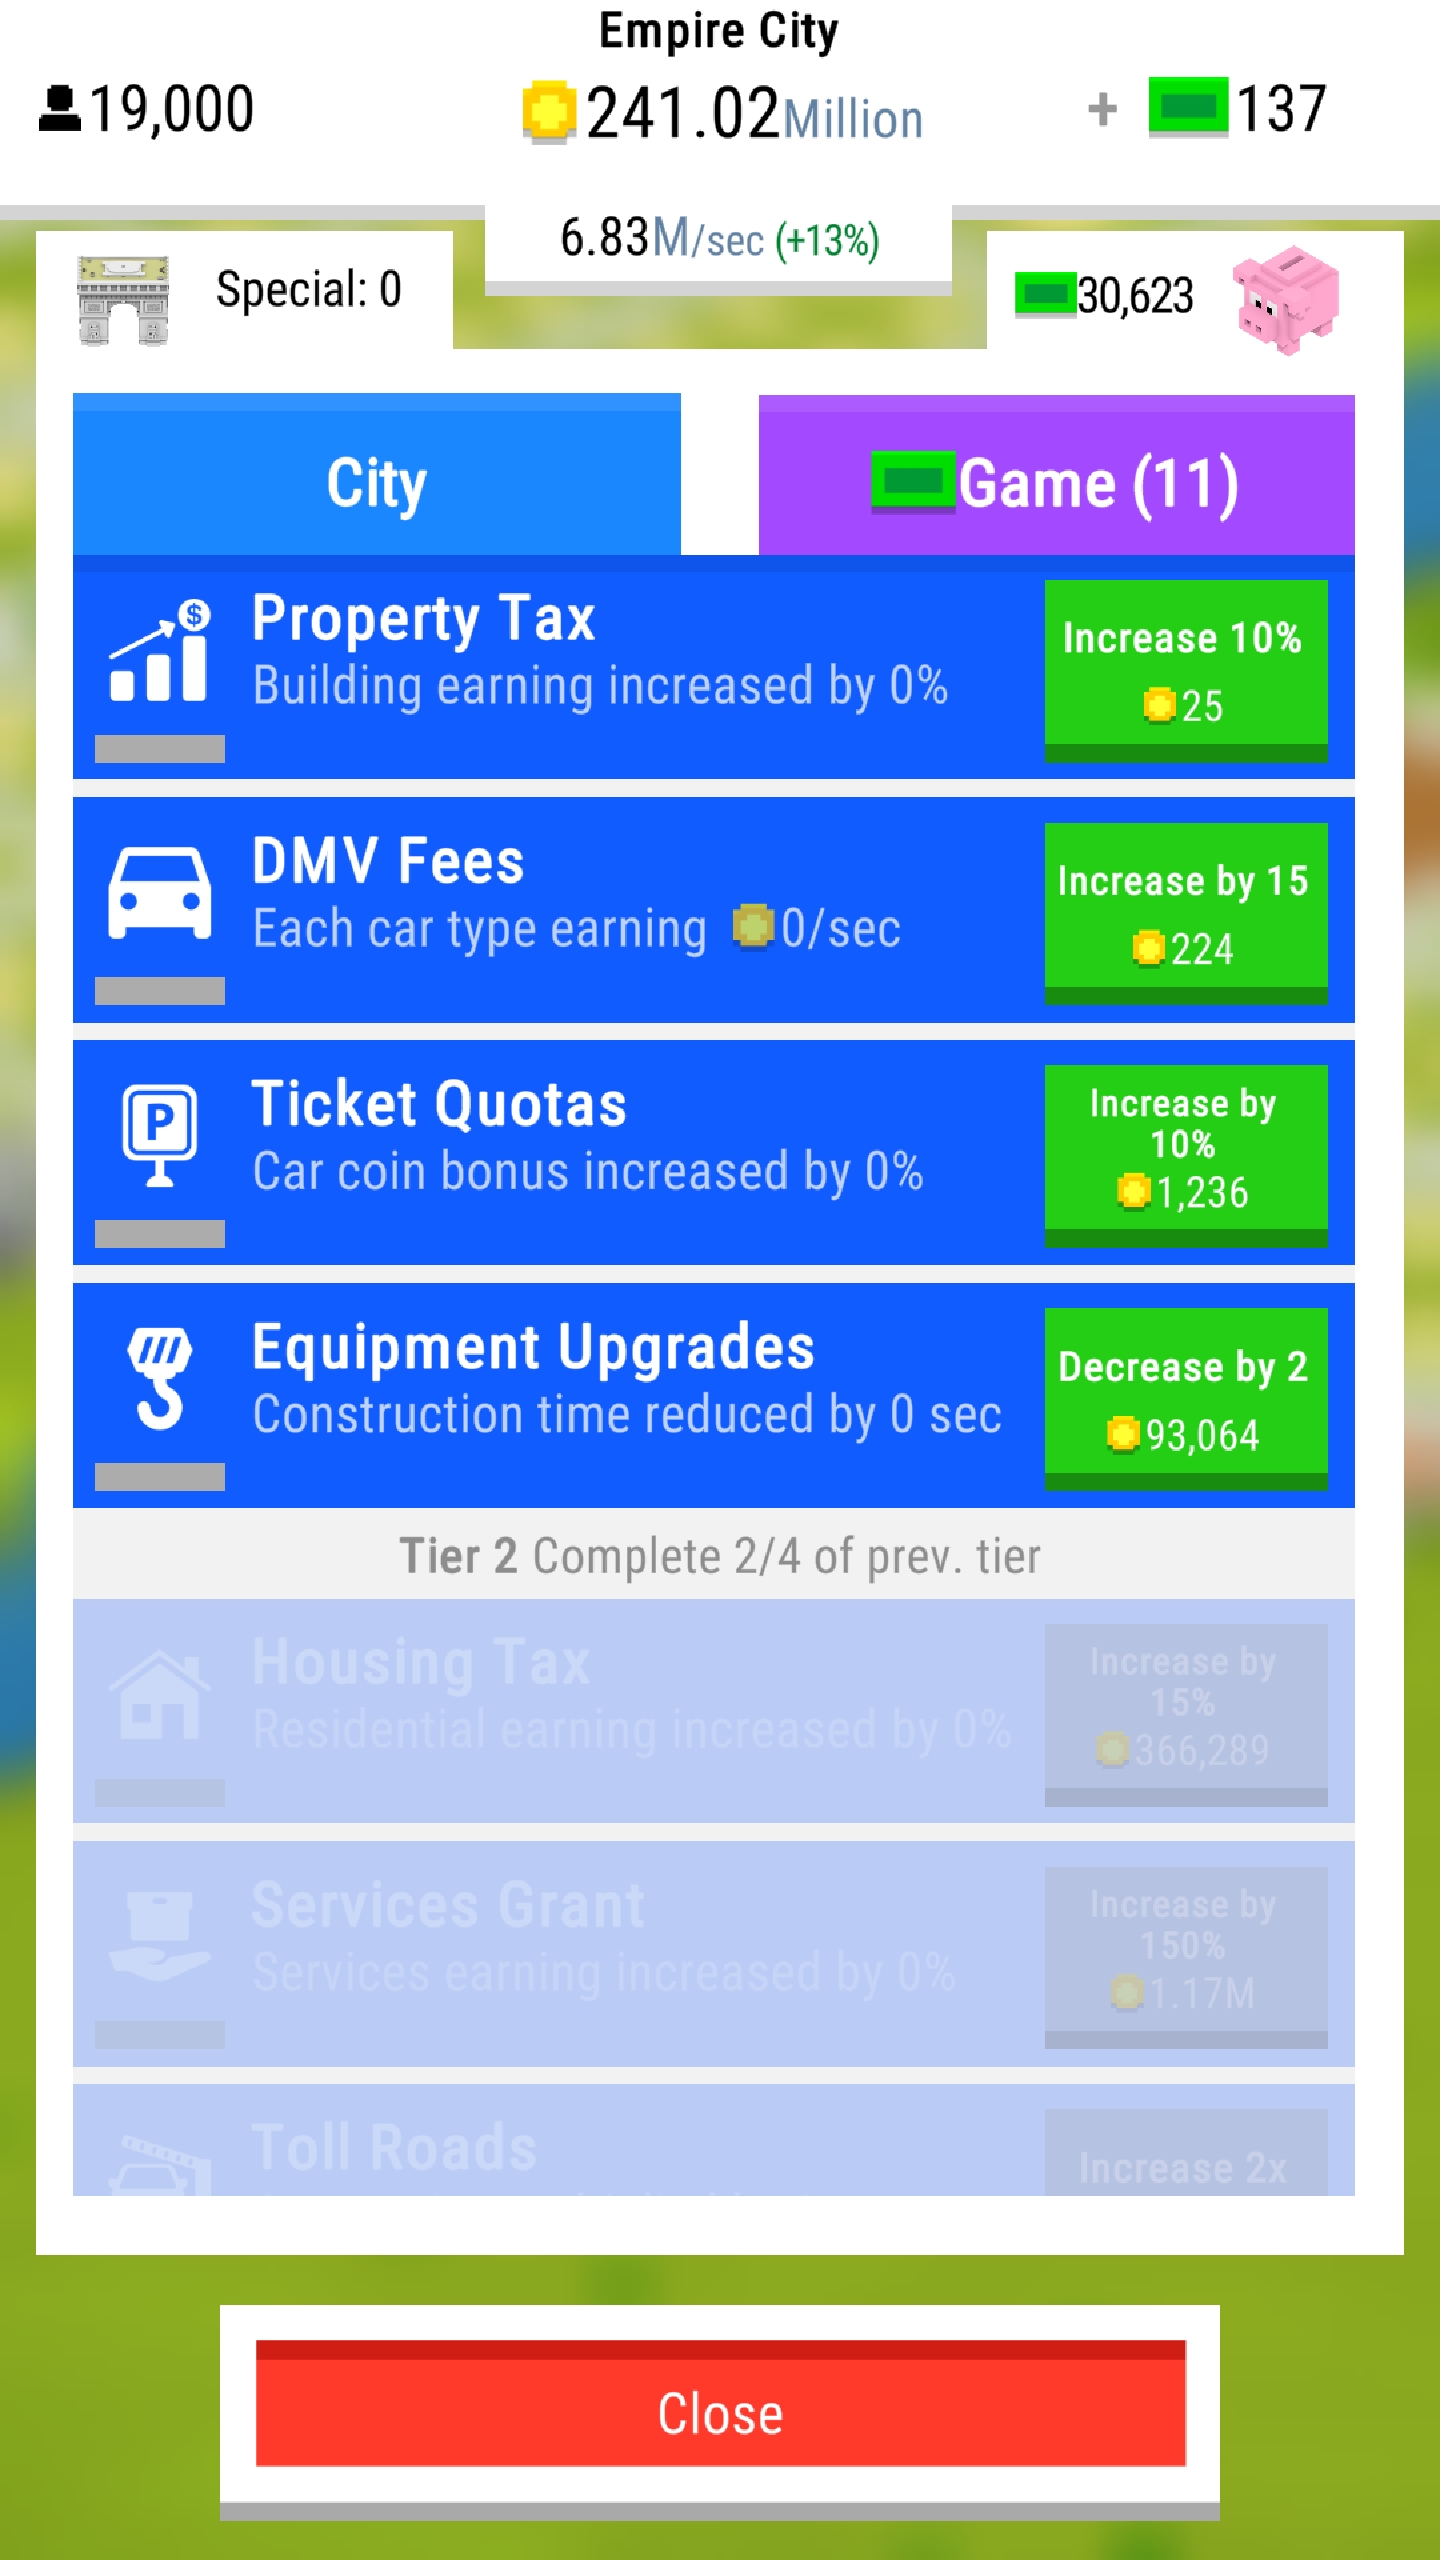 Empire City
19,000
241.02Million
+ 137
6.83M/sec (+13%)
Special: 0
30,623
City
Game (11)
$
Property Tax
Building earning increased by 0%
Increase 10%
25
DMV Fees
Each car type earning 0/sec
Increase by 15
224
P
Ticket Quotas
Car coin bonus increased by 0%
Increase by
10%
1,236
Equipment Upgrades
Construction time reduced by 0 sec
Decrease by 2
93,064
Tier 2 Complete 2/4 of prev. tier
Housing Tax
Residential earning increased by 0%
Increase by
15%
366,289
Services Grant
Services earning increased by 0%
Increase by
150%
1.17M
Toll Roads
Increase 2x
Close